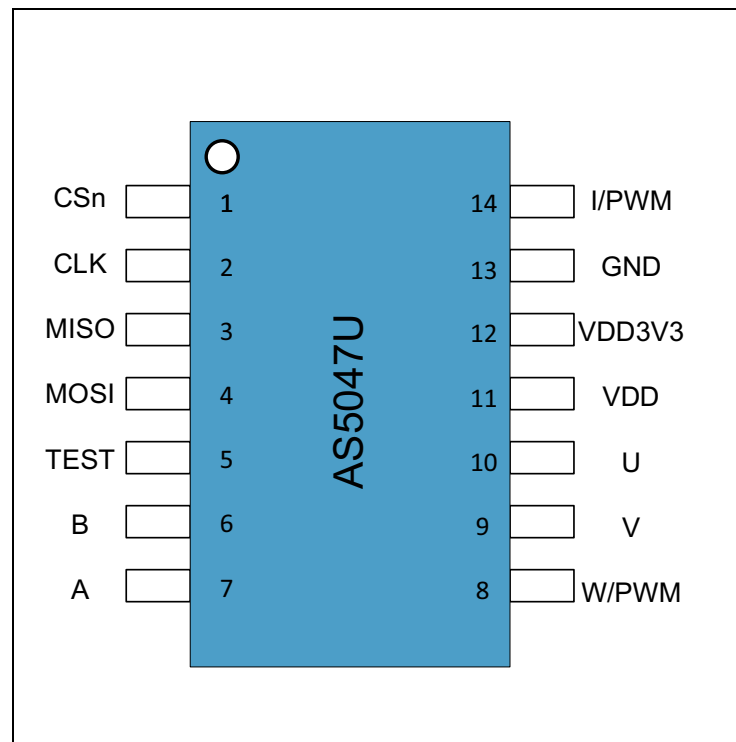 CSn 1 14 I/PWM
CLK 2 13 GND
MISO 3 12 VDD3V3
MOSI 4 11 VDD
TEST 5 10 U
B 6 9 V
A 7 8 W/PWM
AS5047U